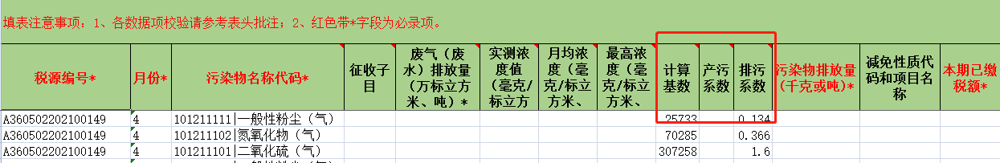 填表注意事项：1、各数据项校验请参考表头批注；2、红色带*字段为必录项。
税源编号* 月份* 污染物名称代码* 征收子目 废气（废水）排放量（万标立方米、吨）* 实测浓度值（毫克/标立方 月均浓度（毫克/标立方米、 最高浓度（毫克/标立方米、 计算基数 产污系数 排污系数 污染物排放量（千克或吨）* 减免性质代码和项目名称 本期已缴税额*
A360502202100149 4 101211111|一般性粉尘（气） 25733 0.134
A360502202100149 4 101211102|氮氧化物（气） 70285 0.366
A360502202100149 4 101211101|二氧化硫（气） 307258 1.6